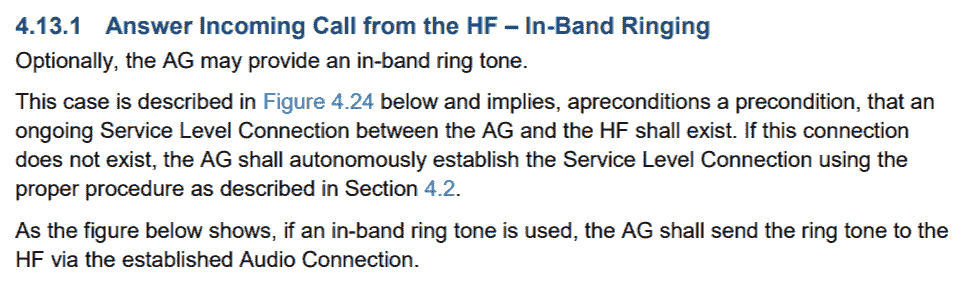 4.13.1 Answer Incoming Call from the HF – In-Band Ringing
Optionally, the AG may provide an in-band ring tone.
This case is described in Figure 4.24 below and implies, apreconditions a precondition, that an
ongoing Service Level Connection between the AG and the HF shall exist. If this connection
does not exist, the AG shall autonomously establish the Service Level Connection using the
proper procedure as described in Section 4.2.
As the figure below shows, if an in-band ring tone is used, the AG shall send the ring tone to the
HF via the established Audio Connection.